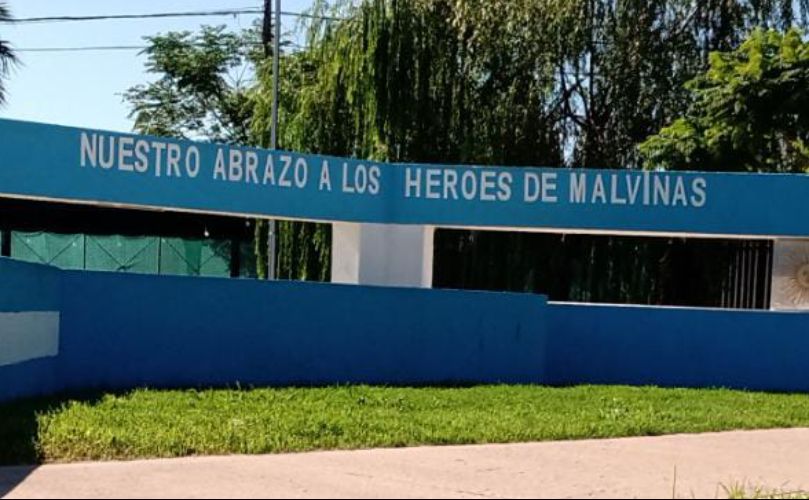 NUESTRO ABRAZO A LOS HEROES DE MALVINAS